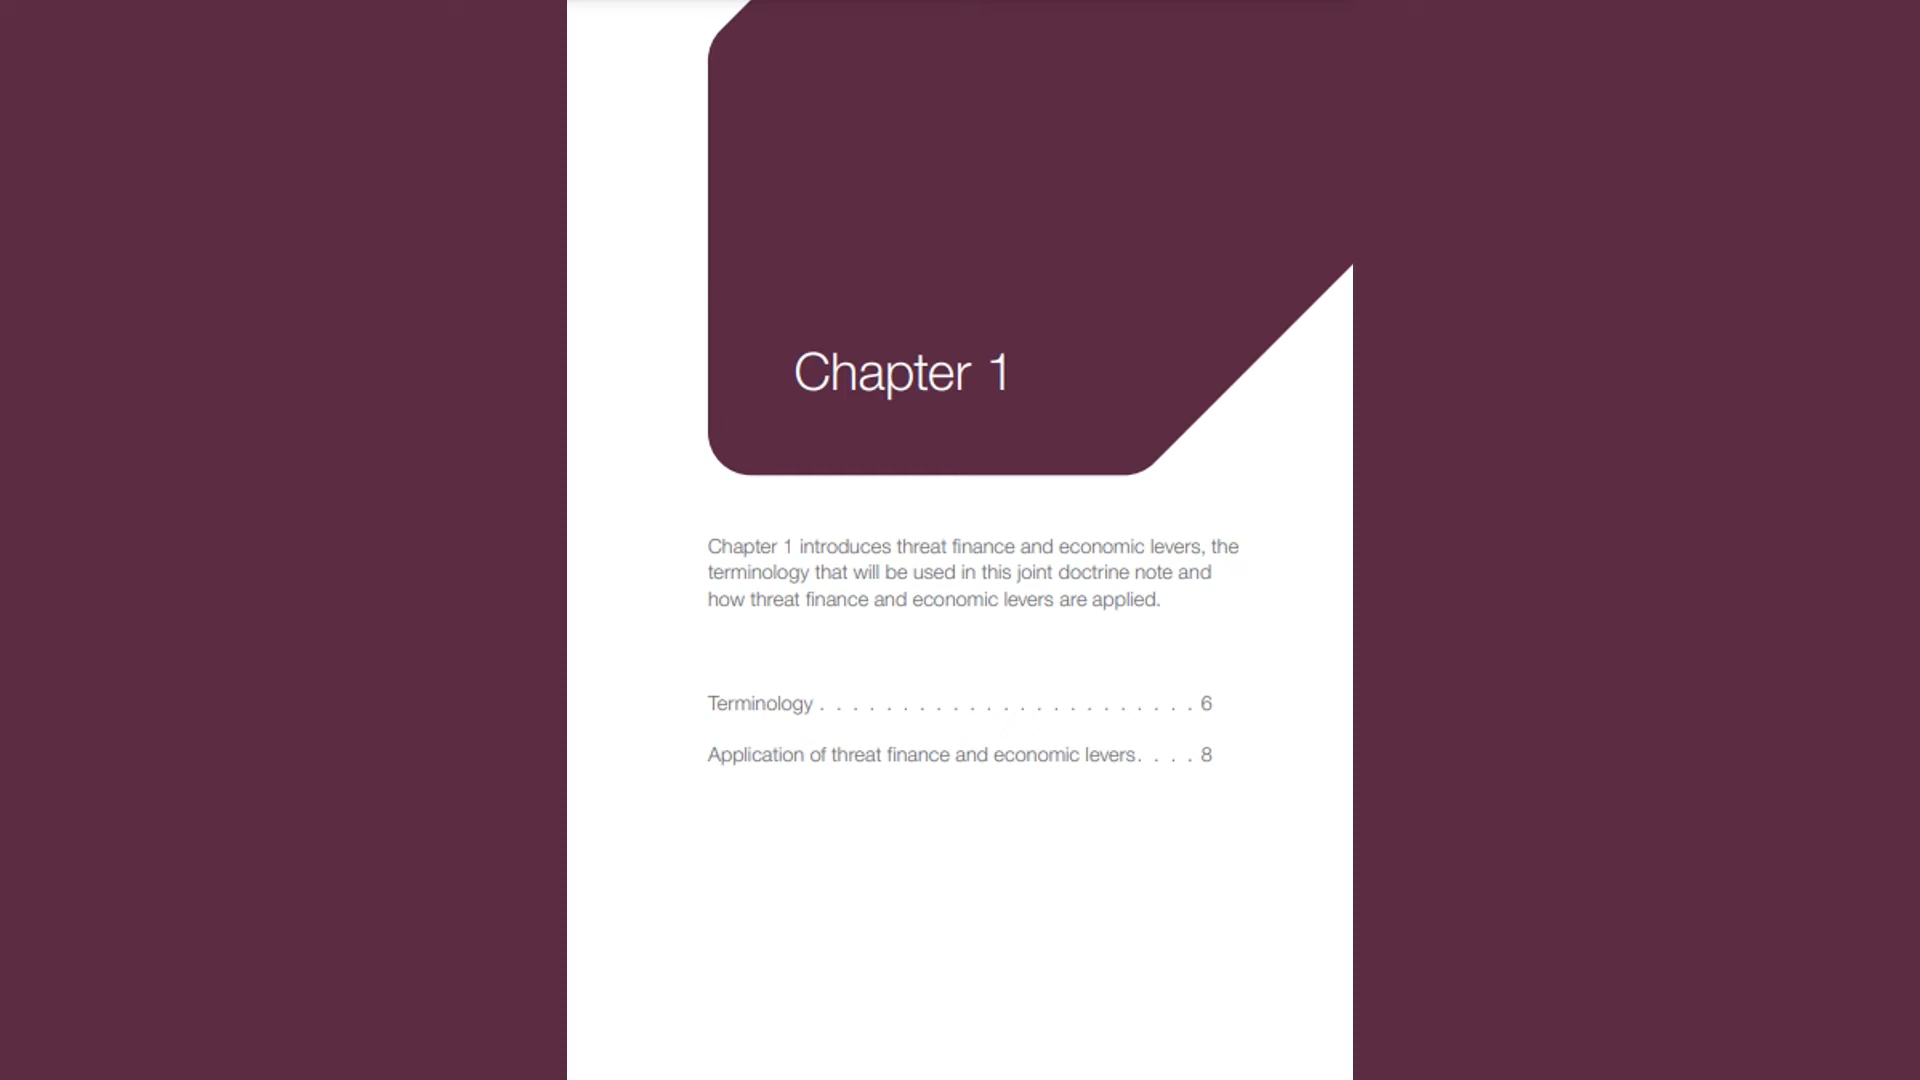 Chapter 1
Chapter 1 introduces threat finance and economic levers, the
terminology that will be used in this joint doctrine note and
how threat finance and economic levers are applied.
Terminology . . . . . . . . . . . . . . . . . . . . . . . 6
Application of threat finance and economic levers. . . . 8